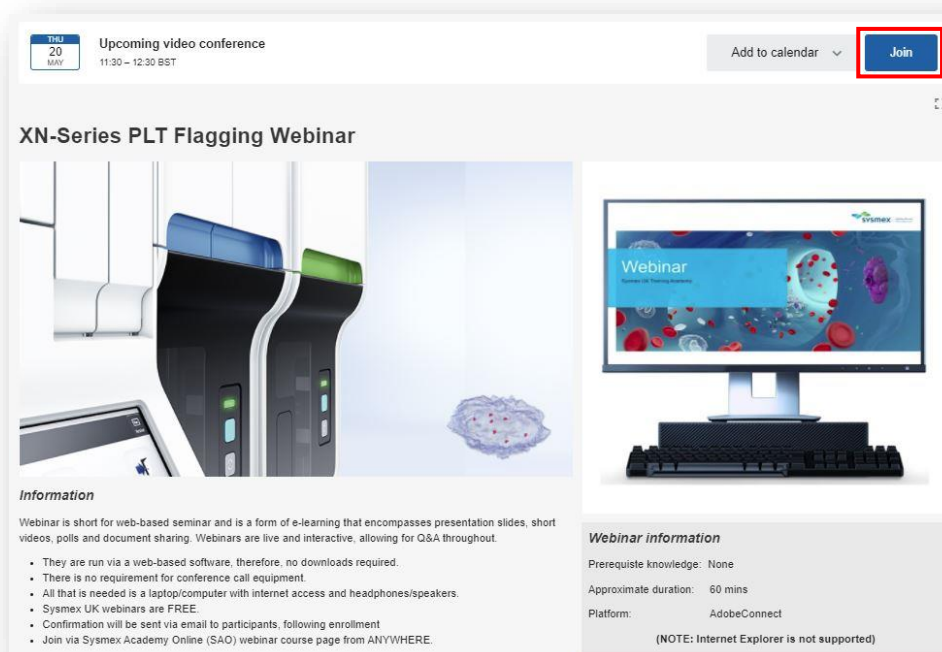 THU
20
MAY
Upcoming video conference
11:30 – 12:30 BST
Add to calendar
Join
XN-Series PLT Flagging Webinar
sysmex
Webinar
Sysmex UK Training Academy
Information
Webinar is short for web-based seminar and is a form of e-learning that encompasses presentation slides, short
videos, polls and document sharing. Webinars are live and interactive, allowing for Q&A throughout.
• They are run via a web-based software, therefore, no downloads required.
• There is no requirement for conference call equipment.
• All that is needed is a laptop/computer with internet access and headphones/speakers.
• Sysmex UK webinars are FREE.
• Confirmation will be sent via email to participants, following enrollment
• Join via Sysmex Academy Online (SAO) webinar course page from ANYWHERE.
Webinar information
Prerequiste knowledge: None
Approximate duration: 60 mins
Platform: AdobeConnect
(NOTE: Internet Explorer is not supported)